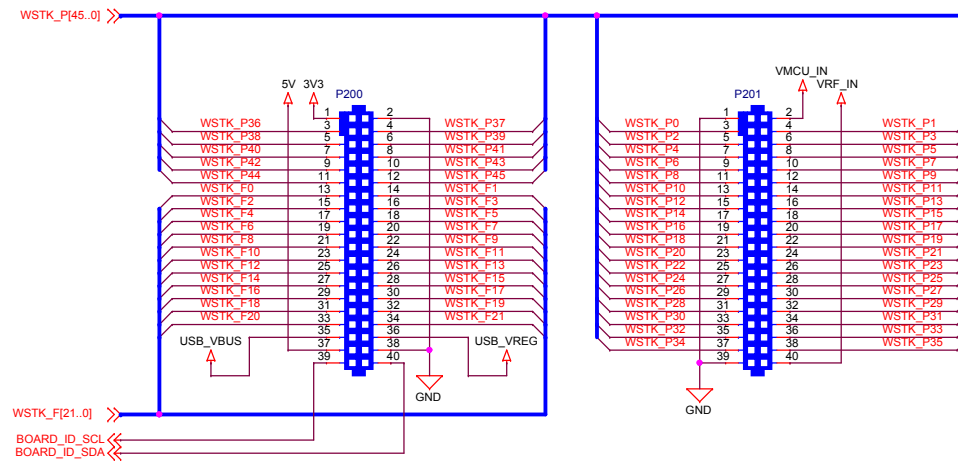 WSTK_P[45..0]
5V 3V3 P200
VMCU_IN
P201 VRF_IN
1 2 1 2
WSTK_P36 3 4 WSTK_P37 WSTK_P0 3 4 WSTK_P1
WSTK_P38 5 6 WSTK_P39 WSTK_P2 5 6 WSTK_P3
WSTK_P40 7 8 WSTK_P41 WSTK_P4 7 8 WSTK_P5
WSTK_P42 9 10 WSTK_P43 WSTK_P6 9 10 WSTK_P7
WSTK_P44 11 12 WSTK_P45 WSTK_P8 11 12 WSTK_P9
WSTK_F0 13 14 WSTK_F1 WSTK_P10 13 14 WSTK_P11
WSTK_F2 15 16 WSTK_F3 WSTK_P12 15 16 WSTK_P13
WSTK_F4 17 18 WSTK_F5 WSTK_P14 17 18 WSTK_P15
WSTK_F6 19 20 WSTK_F7 WSTK_P16 19 20 WSTK_P17
WSTK_F8 21 22 WSTK_F9 WSTK_P18 21 22 WSTK_P19
WSTK_F10 23 24 WSTK_F11 WSTK_P20 23 24 WSTK_P21
WSTK_F12 25 26 WSTK_F13 WSTK_P22 25 26 WSTK_P23
WSTK_F14 27 28 WSTK_F15 WSTK_P24 27 28 WSTK_P25
WSTK_F16 29 30 WSTK_F17 WSTK_P26 29 30 WSTK_P27
WSTK_F18 31 32 WSTK_F19 WSTK_P28 31 32 WSTK_P29
WSTK_F20 33 34 WSTK_F21 WSTK_P30 33 34 WSTK_P31
35 36 WSTK_P32 35 36 WSTK_P33
USB_VBUS 37 38 USB_VREG WSTK_P34 37 38 WSTK_P35
39 40 39 40
GND GND
WSTK_F[21..0]
BOARD_ID_SCL
BOARD_ID_SDA